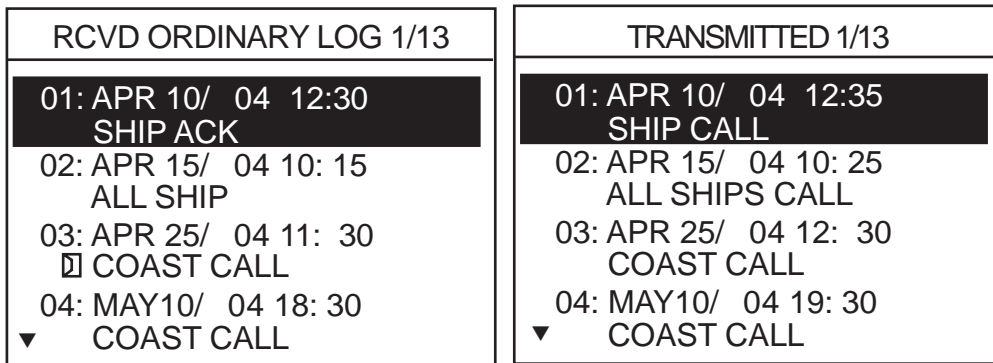 RCVD ORDINARY LOG 1/13
01: APR 10/ 04 12:30
SHIP ACK
02: APR 15/ 04 10: 15
ALL SHIP
03: APR 25/ 04 11: 30
COAST CALL
04: MAY10/ 04 18: 30
▼ COAST CALL
TRANSMITTED 1/13
01: APR 10/ 04 12:35
SHIP CALL
02: APR 15/ 04 10: 25
ALL SHIPS CALL
03: APR 25/ 04 12: 30
COAST CALL
04: MAY10/ 04 19: 30
▼ COAST CALL